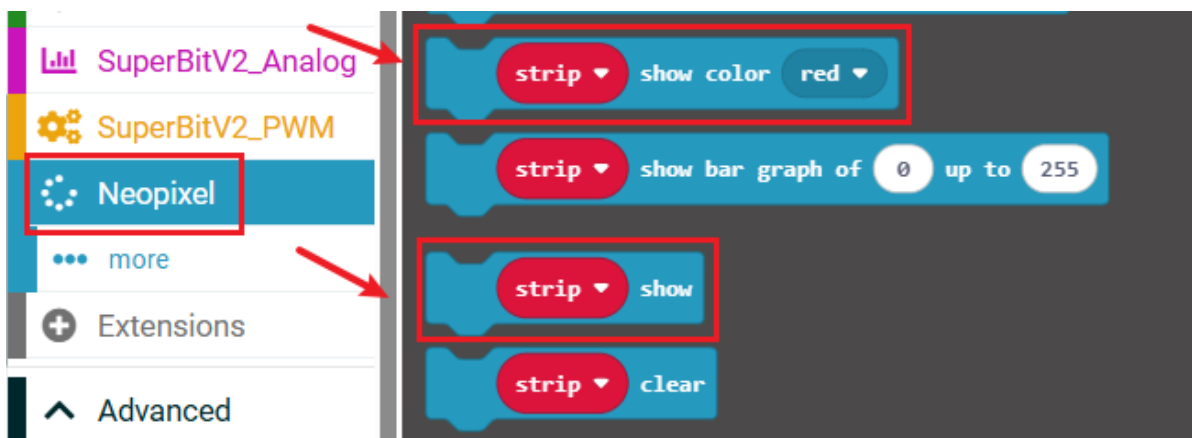 SuperBitV2_Analog
SuperBitV2_PWM
Neopixel
more
Extensions
Advanced
strip show color red
strip show bar graph of 0 up to 255
strip show
strip clear